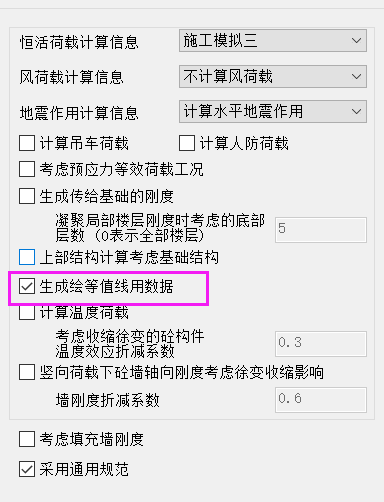 恒活荷载计算信息 施工模拟三
风荷载计算信息 不计算风荷载
地震作用计算信息 计算水平地震作用
计算吊车荷载 计算人防荷载
考虑预应力等效荷载工况
生成传给基础的刚度
凝聚局部楼层刚度时考虑的底部
层数（0表示全部楼层） 5
上部结构计算考虑基础结构
生成绘等值线用数据
计算温度荷载
考虑收缩徐变的砼构件
温度效应折减系数 0.3
竖向荷载下砼墙轴向刚度考虑徐变收缩影响
墙刚度折减系数 0.6
考虑填充墙刚度
采用通用规范